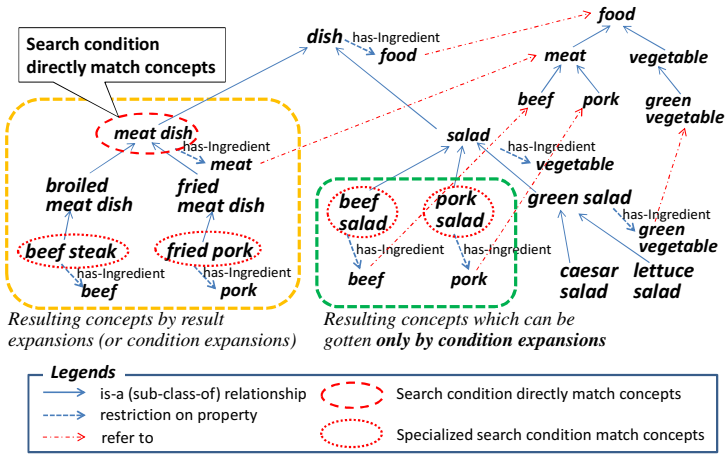 Search condition
directly match concepts
dish
has-Ingredient
food
food
meat
vegetable
beef
pork
green
vegetable
meat dish
has-Ingredient
meat
broiled
meat dish
fried
meat dish
beef steak
has-Ingredient
beef
fried pork
has-Ingredient
pork
salad
has-Ingredient
vegetable
beef
salad
has-Ingredient
beef
pork
salad
has-Ingredient
pork
green salad
has-Ingredient
green
vegetable
caesar
salad
lettuce
salad
Resulting concepts by result
expansions (or condition expansions)
Resulting concepts which can be
gotten only by condition expansions
Legends
is-a (sub-class-of) relationship
restriction on property
refer to
Search condition directly match concepts
Specialized search condition match concepts